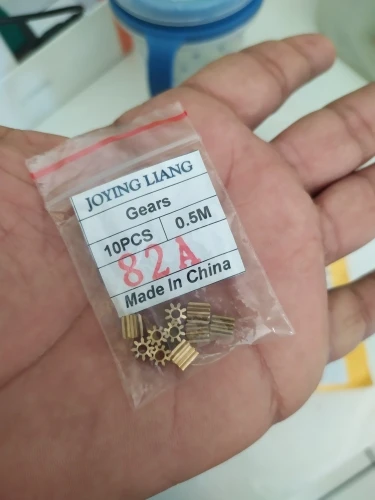 JOYING LIANG
Gears
10PCS 0.5M
82A
Made In China